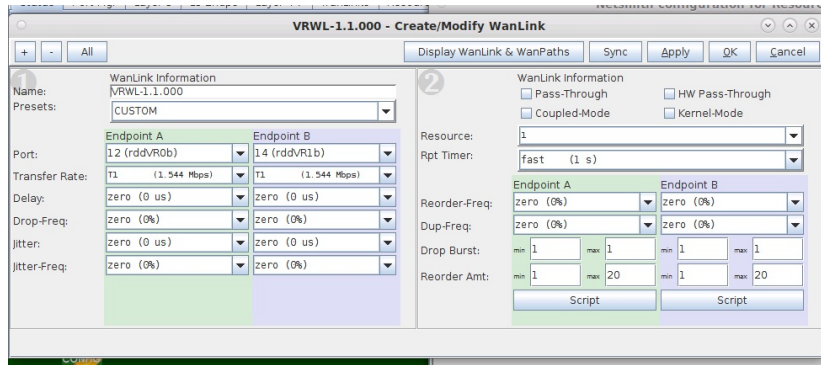 VRWL-1.1.000 - Create/Modify WanLink
+ - All Display WanLink & WanPaths Sync Apply OK Cancel
1
WanLink Information
Name: VRWL-1.1.000
Presets: CUSTOM
Endpoint A Endpoint B
Port: 12 (rddVR0b) 14 (rddVR1b)
Transfer Rate: T1 (1.544 Mbps) T1 (1.544 Mbps)
Delay: zero (0 us) zero (0 us)
Drop-Freq: zero (0%) zero (0%)
Jitter: zero (0 us) zero (0 us)
Jitter-Freq: zero (0%) zero (0%)
2
WanLink Information
Pass-Through HW Pass-Through
Coupled-Mode Kernel-Mode
Resource: 1
Rpt Timer: fast (1 s)
Endpoint A Endpoint B
Reorder-Freq: zero (0%) zero (0%)
Dup-Freq: zero (0%) zero (0%)
Drop Burst: min 1 max 1 min 1 max 1
Reorder Amt: min 1 max 20 min 1 max 20
Script Script